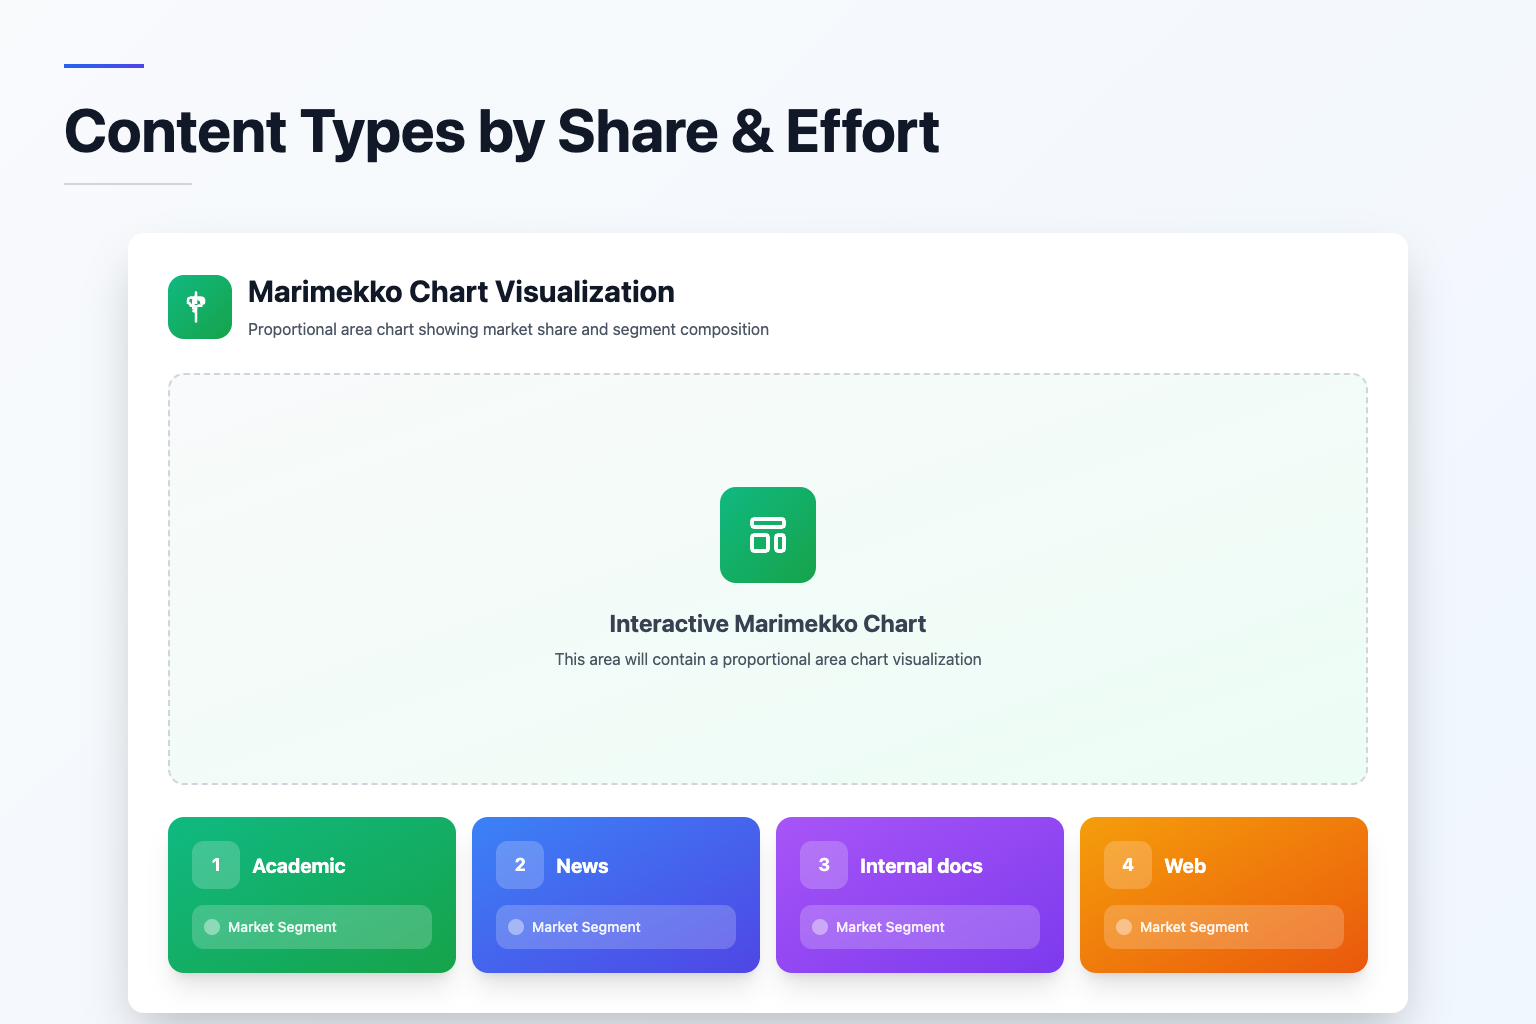 Content Types by Share & Effort
Marimekko Chart Visualization
Proportional area chart showing market share and segment composition
Interactive Marimekko Chart
This area will contain a proportional area chart visualization
1 Academic
Market Segment
2 News
Market Segment
3 Internal docs
Market Segment
4 Web
Market Segment